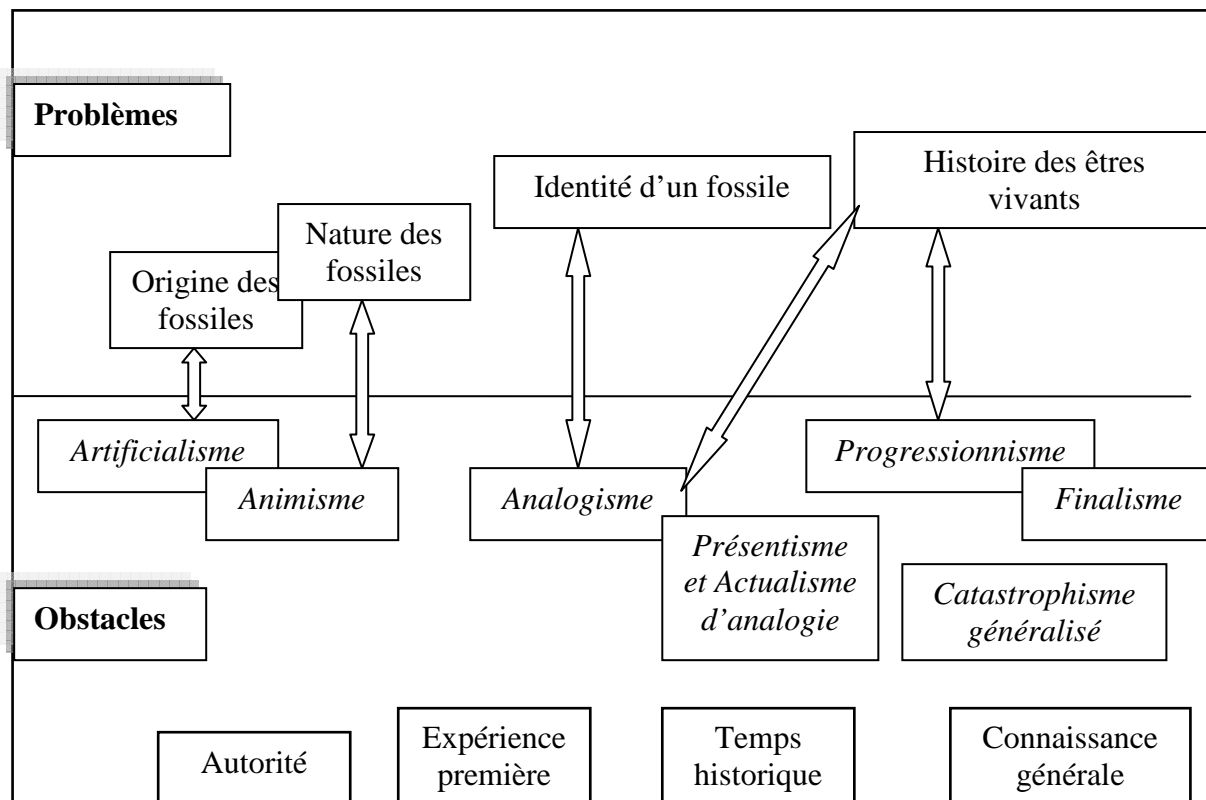 Problèmes
Histoire des êtres
vivants
Identité d'un fossile
Nature des
fossiles
Origine des
fossiles
Artificialisme
Animisme
Analogisme
Progressionnisme
Finalisme
Présentisme
et Actualisme
d'analogie
Catastrophisme
généralisé
Obstacles
Autorité
Expérience
première
Temps
historique
Connaissance
générale